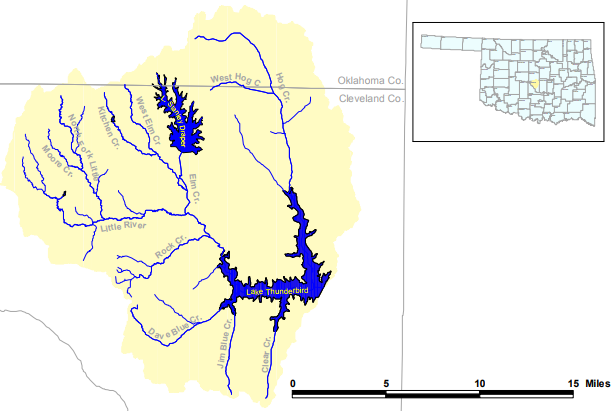 Hog Cr.
West Hog C
Oklahoma Co.
Cleveland Co.
West Elm Cr
Kitchen Cr.
North Fork Little
Moore Cr.
Elm Cr.
Little River
Rock Cr.
Lake Thunderbird
Dave Blue Cr.
Jim Blue Cr.
Clear Cr.
0 5 10 15 Miles